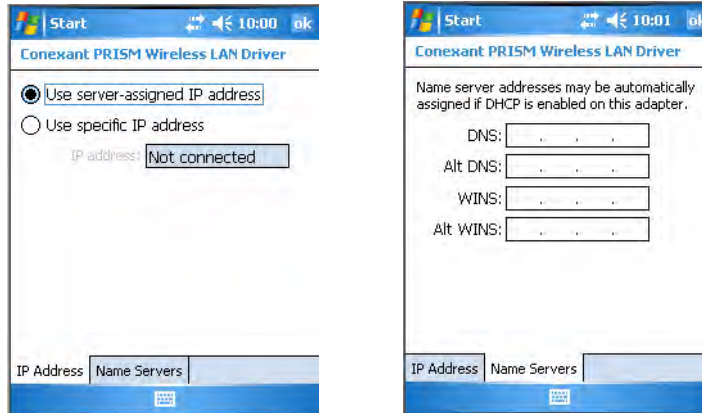 Start 10:00 ok
Conexant PRISM Wireless LAN Driver
Use server-assigned IP address
Use specific IP address
IP address: Not connected
IP Address Name Servers
Start 10:01 ok
Conexant PRISM Wireless LAN Driver
Name server addresses may be automatically
assigned if DHCP is enabled on this adapter.
DNS: . . .
Alt DNS: . . .
WINS: . . .
Alt WINS: . . .
IP Address Name Servers